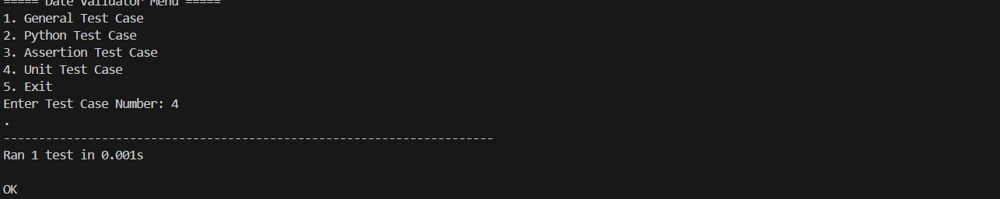 ===== Date Validator Menu =====
1. General Test Case
2. Python Test Case
3. Assertion Test Case
4. Unit Test Case
5. Exit
Enter Test Case Number: 4
.
----------------------------------------------------------------------
Ran 1 test in 0.001s
OK